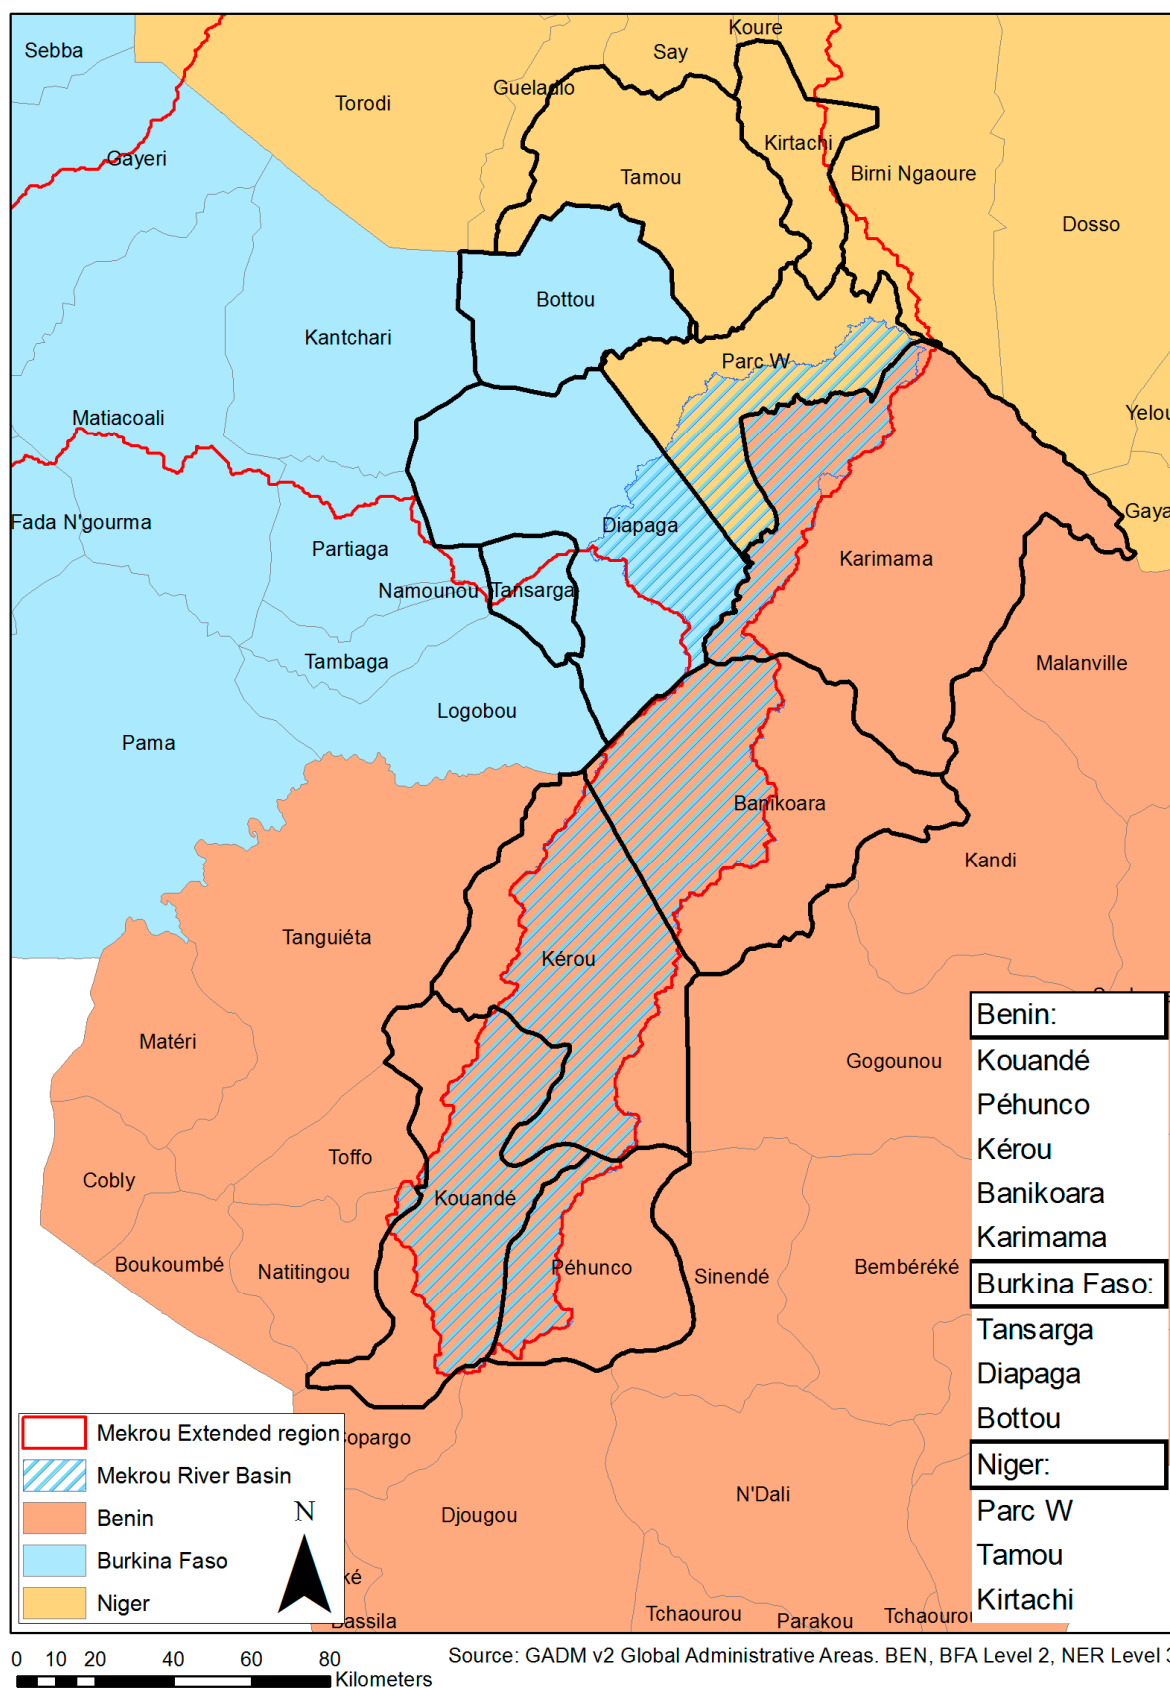 Koure
Sebba
Say
Gueladio
Torodi
Kirtachi
Gayeri
Birni Ngaoure
Tamou
Dosso
Bottou
Kantchari
Parc W
Yelou
Matiacoali
Gaya
Fada N'gourma
Diapaga
Partiaga
Karimama
Namounou
Tansarga
Tambaga
Malanville
Logobou
Pama
Banikoara
Kandi
Tanguiéta
Kérou
Matéri
Gogounou
Toffo
Cobly
Kouandé
Boukoumbé
Natitingou
Péhunco
Sinendé
Bembéréké
Copargo
N'Dali
Djougou
ké
Bassila
Tchaourou
Parakou
Tchaourou
Benin:
Kouandé
Péhunco
Kérou
Banikoara
Karimama
Burkina Faso:
Tansarga
Diapaga
Bottou
Niger:
Parc W
Tamou
Kirtachi
Mekrou Extended region
Mekrou River Basin
Benin
Burkina Faso
Niger
N
0 10 20 40 60 80
Kilometers
Source: GADM v2 Global Administrative Areas. BEN, BFA Level 2, NER Level 3